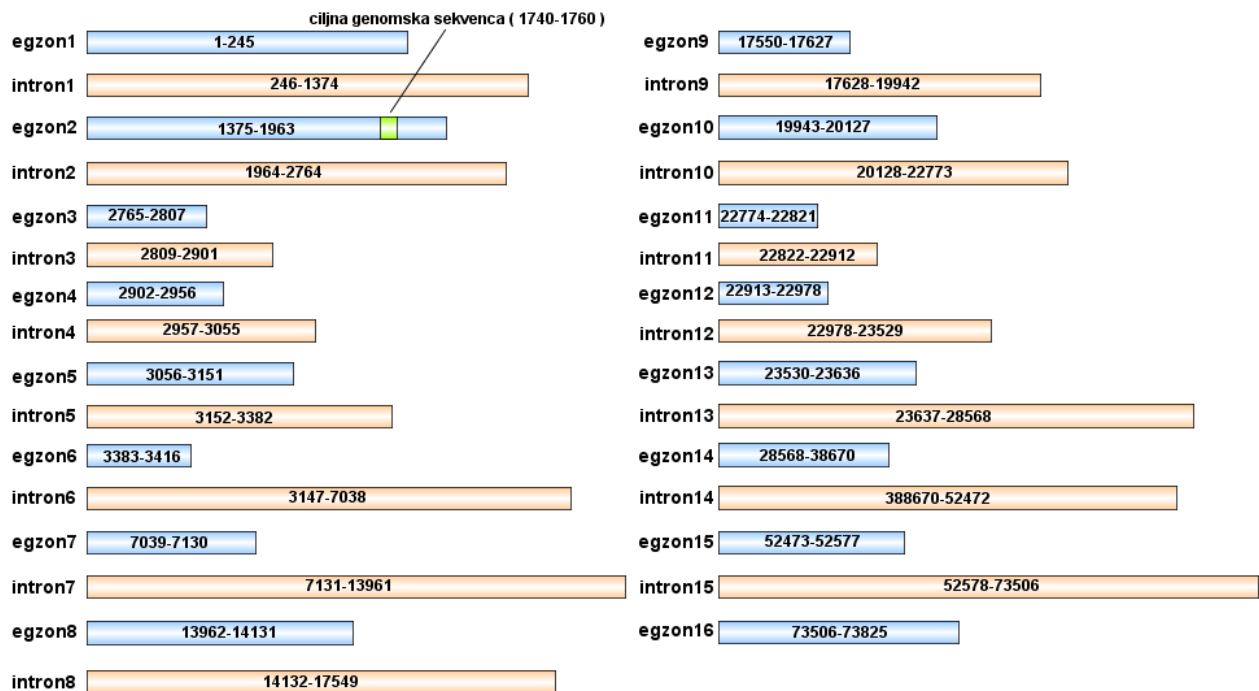 ciljna genomska sekvenca ( 1740-1760 )
egzon1 1-245
intron1 246-1374
egzon2 1375-1963
intron2 1964-2764
egzon3 2765-2807
intron3 2809-2901
egzon4 2902-2956
intron4 2957-3055
egzon5 3056-3151
intron5 3152-3382
egzon6 3383-3416
intron6 3147-7038
egzon7 7039-7130
intron7 7131-13961
egzon8 13962-14131
intron8 14132-17549
egzon9 17550-17627
intron9 17628-19942
egzon10 19943-20127
intron10 20128-22773
egzon11 22774-22821
intron11 22822-22912
egzon12 22913-22978
intron12 22978-23529
egzon13 23530-23636
intron13 23637-28568
egzon14 28568-38670
intron14 388670-52472
egzon15 52473-52577
intron15 52578-73506
egzon16 73506-73825